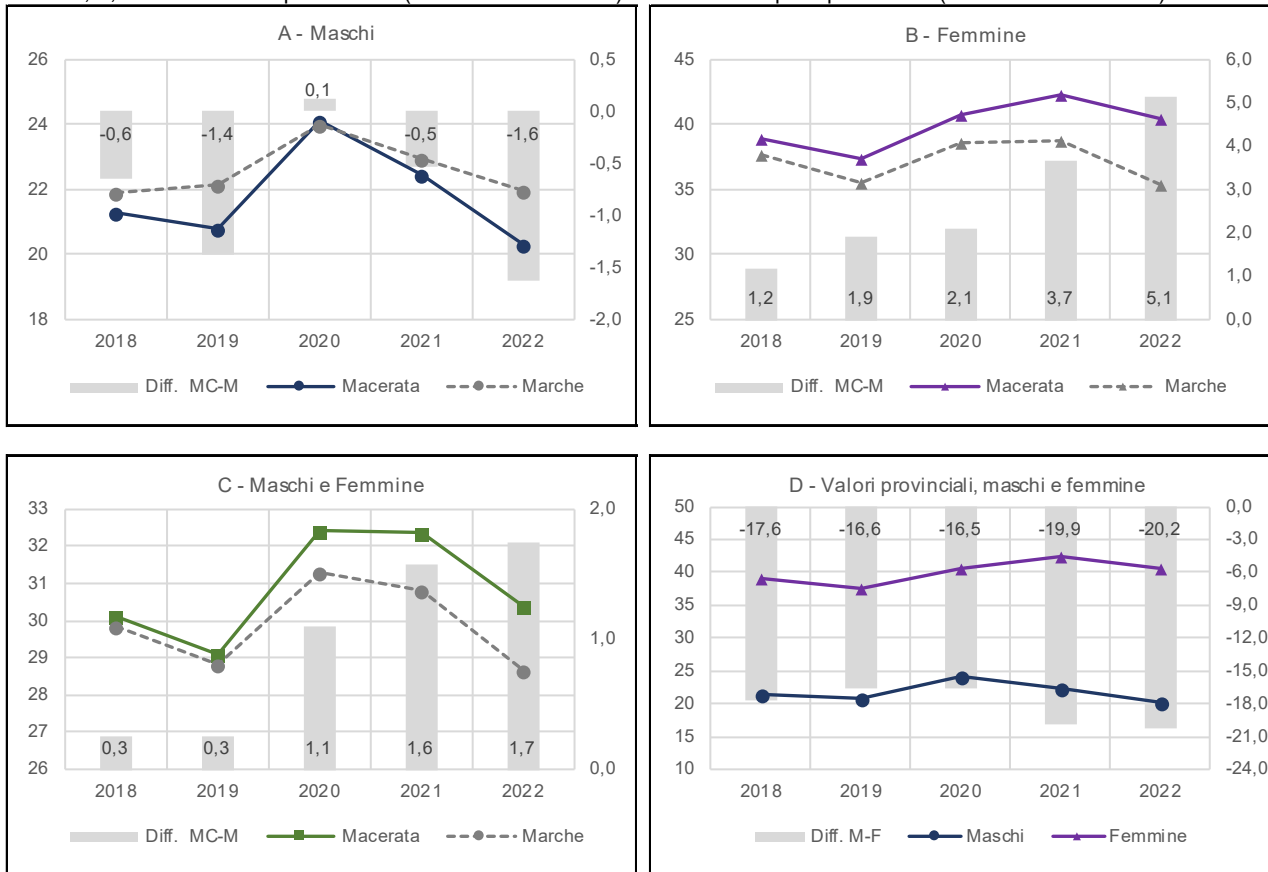 A - Maschi
26 0,5
24 0,0
22 -0,5
-1,0
20 -1,5
18 -2,0
-0,6 -1,4 0,1 -0,5 -1,6
2018 2019 2020 2021 2022
Diff. MC-M Macerata Marche
B - Femmine
45 6,0
5,0
40 4,0
35 3,0
30 2,0
1,0
25 0,0
1,2 1,9 2,1 3,7 5,1
2018 2019 2020 2021 2022
Diff. MC-M Macerata Marche
C - Maschi e Femmine
33 2,0
32
31
30 1,0
29
28
27
26 0,0
0,3 0,3 1,1 1,6 1,7
2018 2019 2020 2021 2022
Diff. MC-M Macerata Marche
D - Valori provinciali, maschi e femmine
50 0,0
45 -3,0
40 -6,0
35 -9,0
30 -12,0
25 -15,0
20 -18,0
15 -21,0
10 -24,0
-17,6 -16,6 -16,5 -19,9 -20,2
2018 2019 2020 2021 2022
Diff. M-F Maschi Femmine